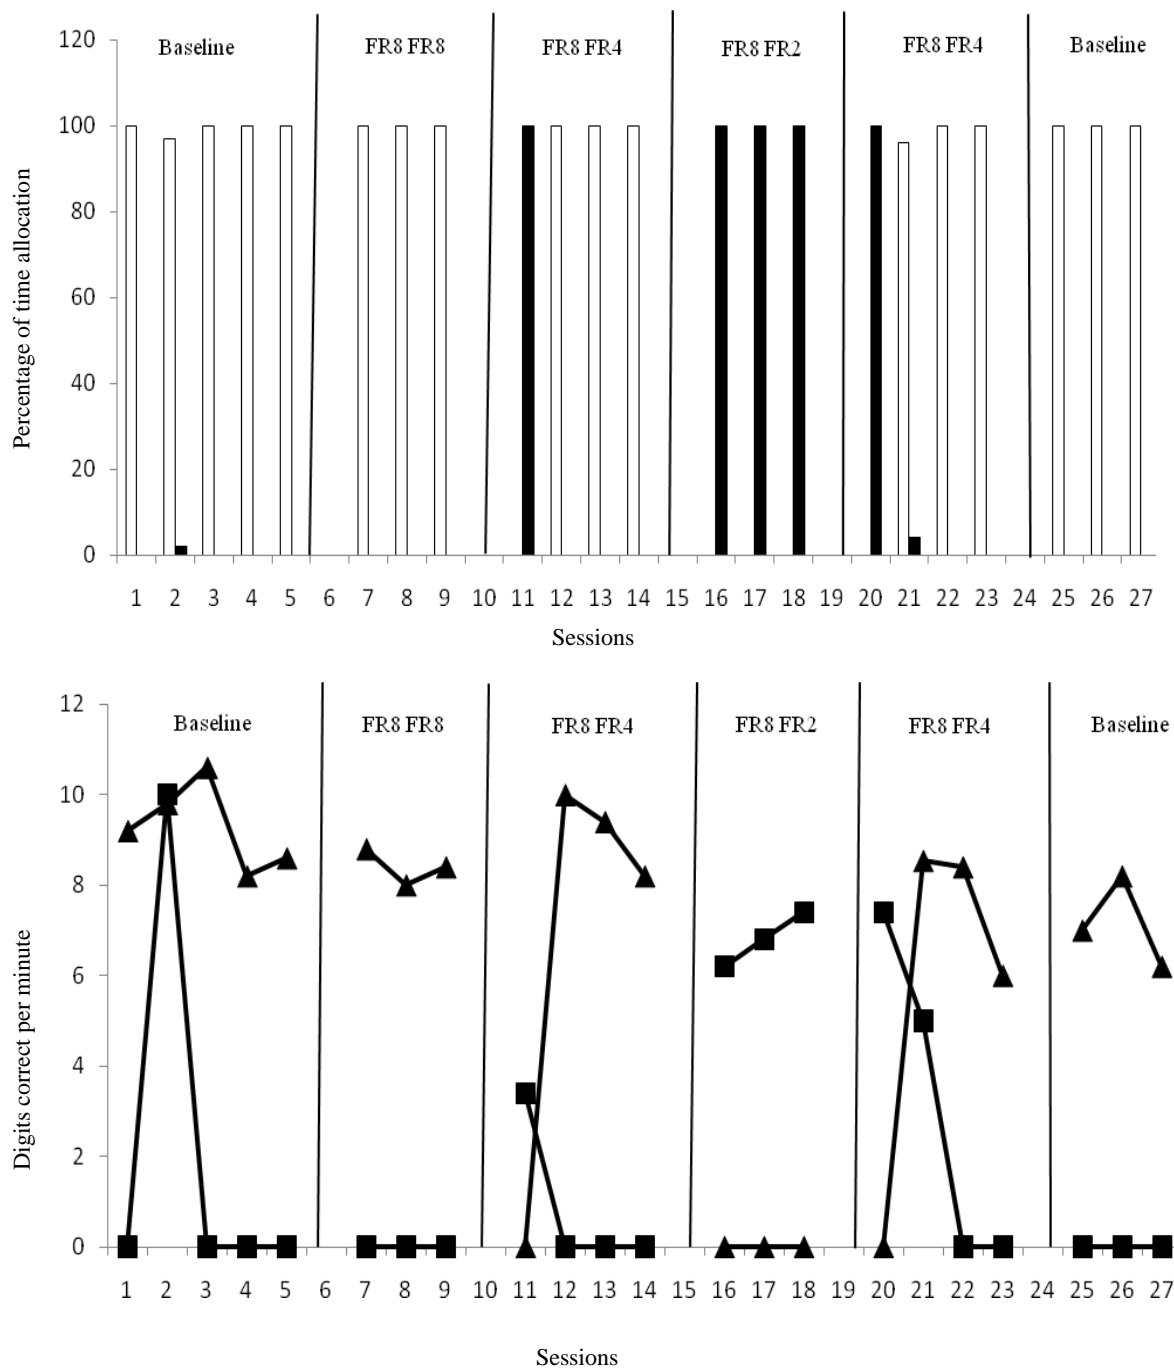 Baseline FR8 FR8 FR8 FR4 FR8 FR2 FR8 FR4 Baseline
120
100
80
60
40
20
0
Percentage of time allocation
1 2 3 4 5 6 7 8 9 10 11 12 13 14 15 16 17 18 19 20 21 22 23 24 25 26 27
Sessions
Baseline FR8 FR8 FR8 FR4 FR8 FR2 FR8 FR4 Baseline
12
10
8
6
4
2
0
Digits correct per minute
1 2 3 4 5 6 7 8 9 10 11 12 13 14 15 16 17 18 19 20 21 22 23 24 25 26 27
Sessions